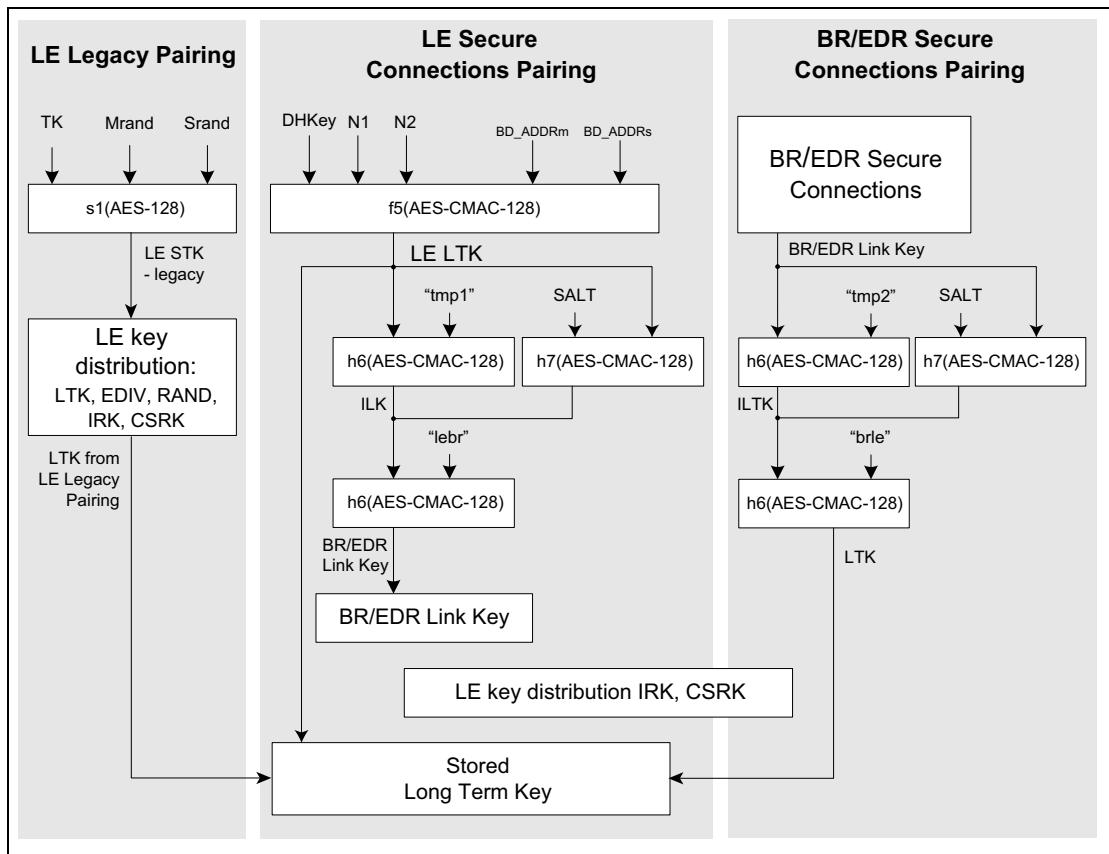 LE Legacy Pairing
TK
Mrand
Srand
s1(AES-128)
LE STK
- legacy
LE key
distribution:
LTK, EDIV, RAND,
IRK, CSRK
LTK from
LE Legacy
Pairing
LE Secure
Connections Pairing
DHKey
N1
N2
BD_ADDRm
BD_ADDRs
f5(AES-CMAC-128)
LE LTK
“tmp1”
SALT
h6(AES-CMAC-128)
h7(AES-CMAC-128)
ILK
“lebr”
h6(AES-CMAC-128)
BR/EDR
Link Key
BR/EDR Link Key
BR/EDR Secure
Connections Pairing
BR/EDR Secure
Connections
BR/EDR Link Key
“tmp2”
SALT
h6(AES-CMAC-128)
h7(AES-CMAC-128)
ILTK
“brle”
h6(AES-CMAC-128)
LTK
LE key distribution IRK, CSRK
Stored
Long Term Key